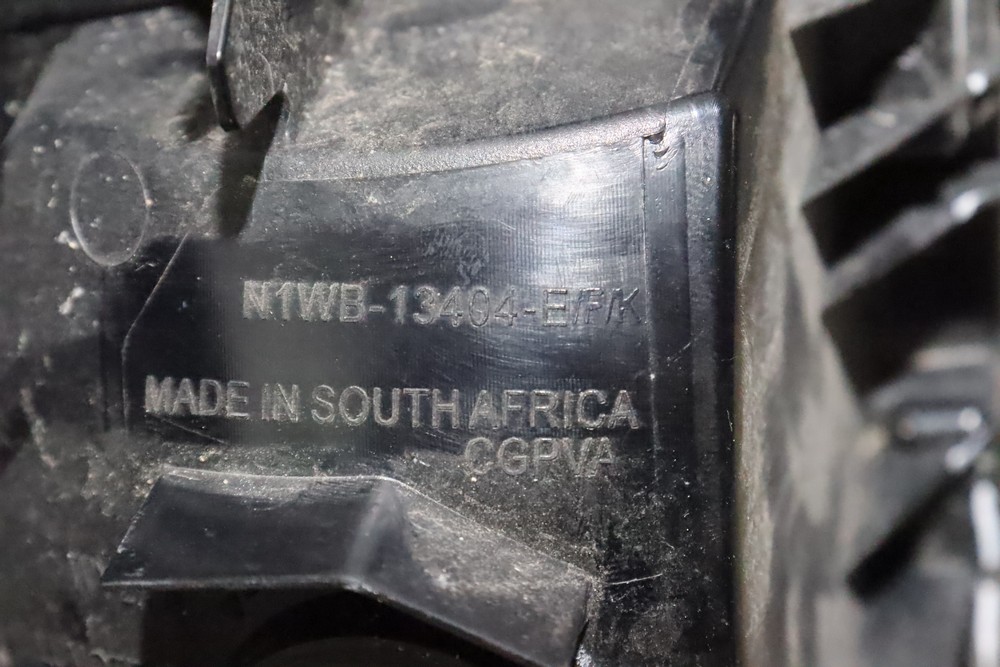 N1WB-13404-E/F/K
MADE IN SOUTH AFRICA
CGPVA